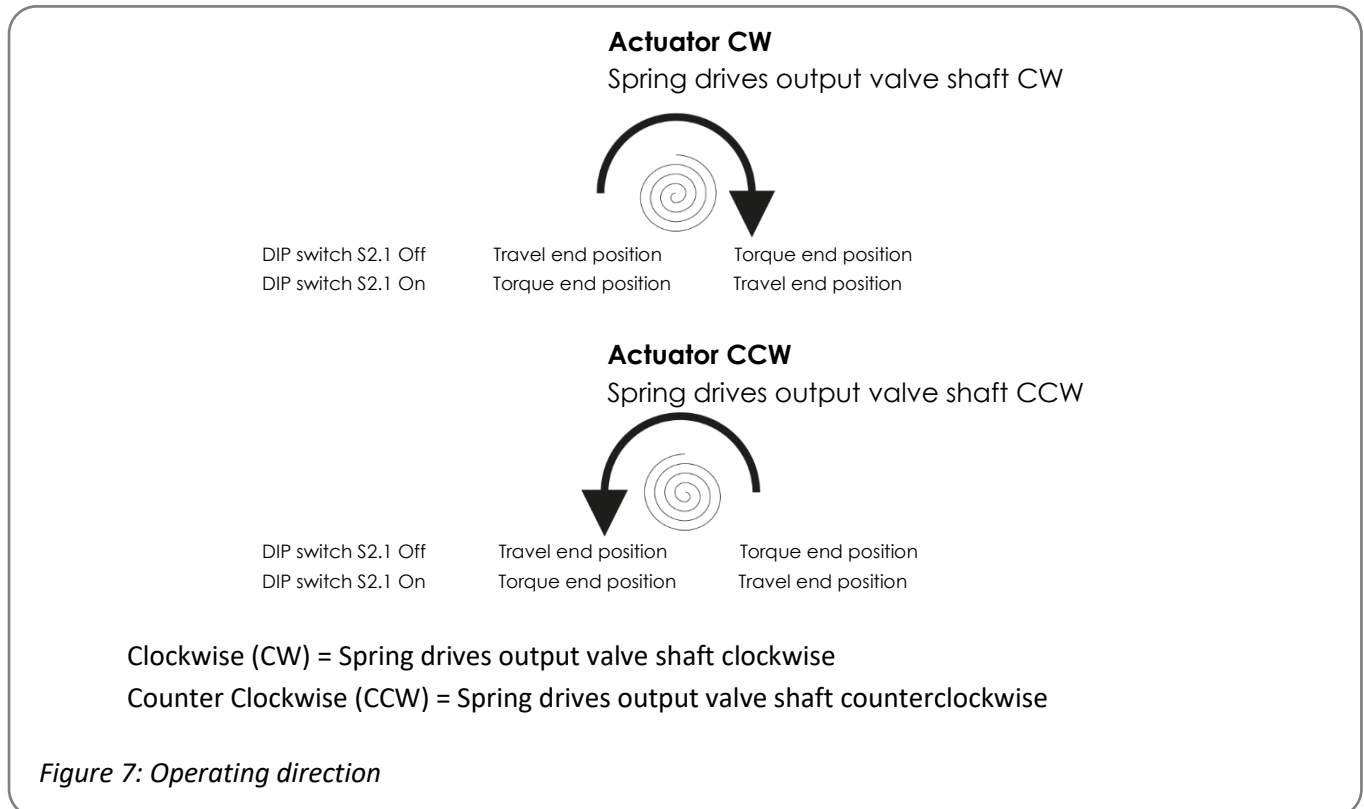 Actuator CW
Spring drives output valve shaft CW
DIP switch S2.1 Off Travel end position Torque end position
DIP switch S2.1 On Torque end position Travel end position
Actuator CCW
Spring drives output valve shaft CCW
DIP switch S2.1 Off Travel end position Torque end position
DIP switch S2.1 On Torque end position Travel end position
Clockwise (CW) = Spring drives output valve shaft clockwise
Counter Clockwise (CCW) = Spring drives output valve shaft counterclockwise
Figure 7: Operating direction